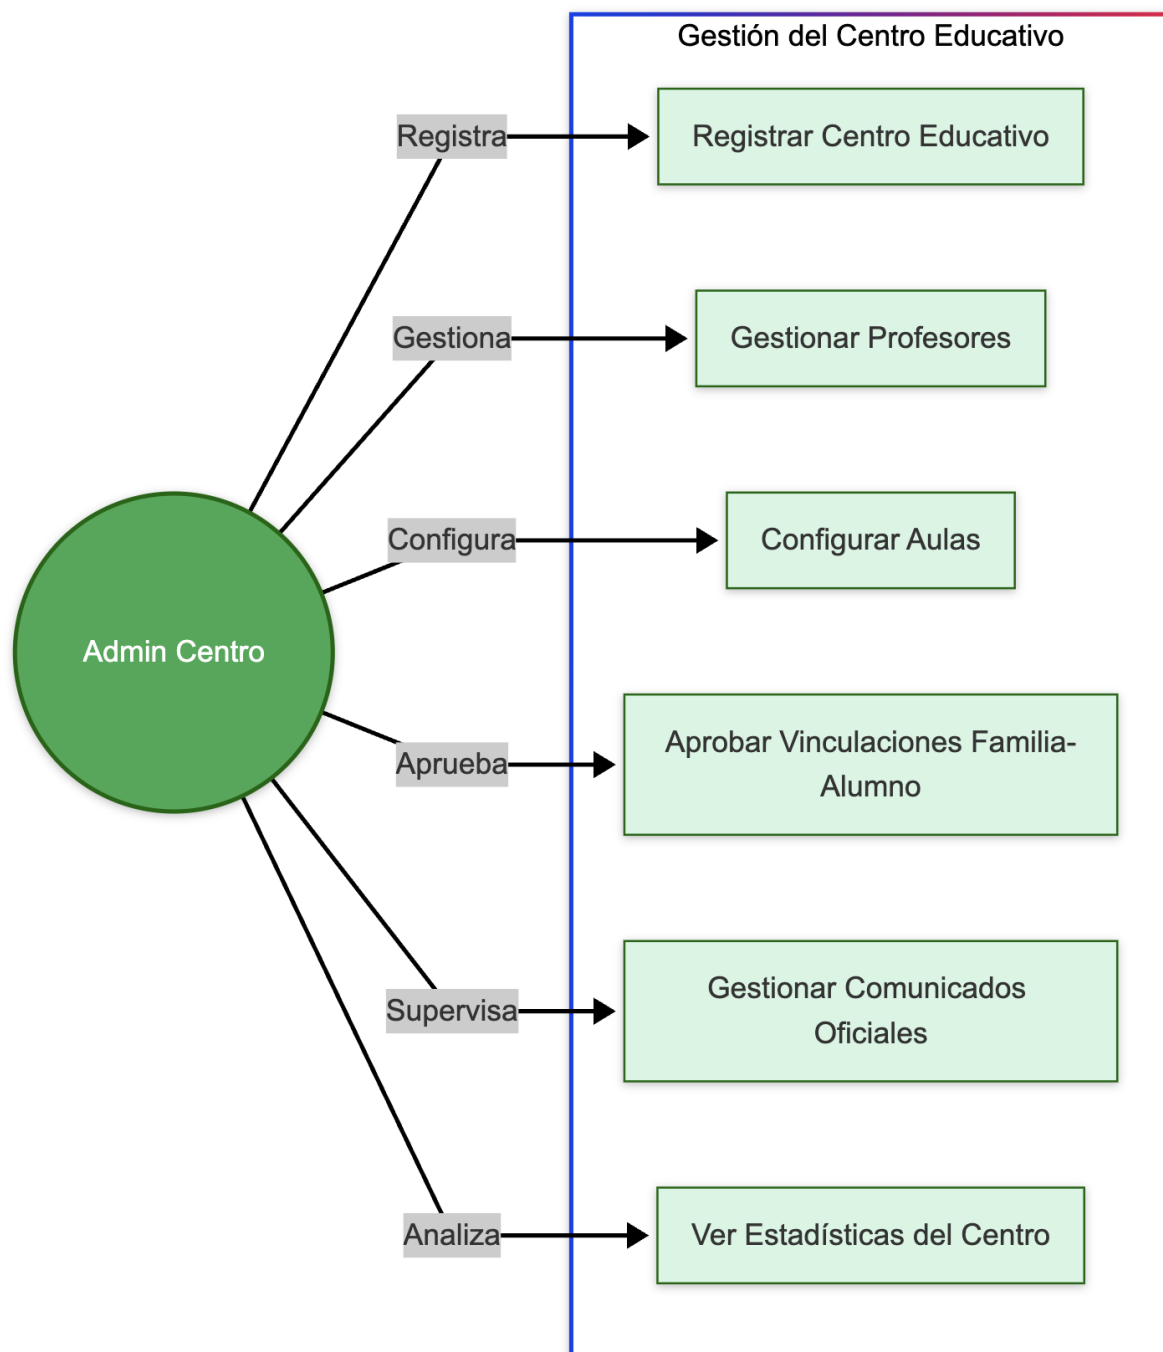 Gestión del Centro Educativo
Registra
Registrar Centro Educativo
Gestiona
Gestionar Profesores
Configura
Configurar Aulas
Admin Centro
Aprueba
Aprobar Vinculaciones Familia-
Alumno
Supervisa
Gestionar Comunicados
Oficiales
Analiza
Ver Estadísticas del Centro